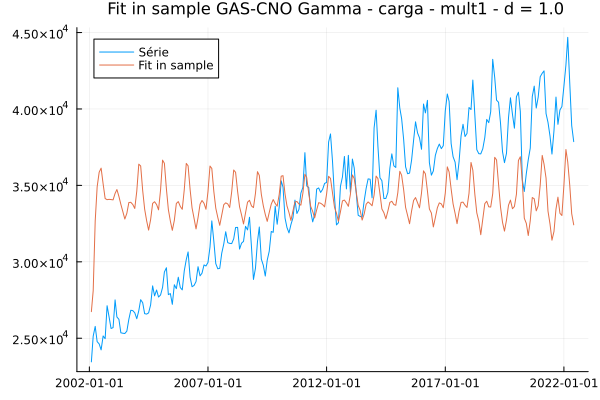 Fit in sample GAS-CNO Gamma - carga - mult1 - d = 1.0
4.50×10⁴
Série
Fit in sample
4.00×10⁴
3.50×10⁴
3.00×10⁴
2.50×10⁴
2002-01-01 2007-01-01 2012-01-01 2017-01-01 2022-01-01